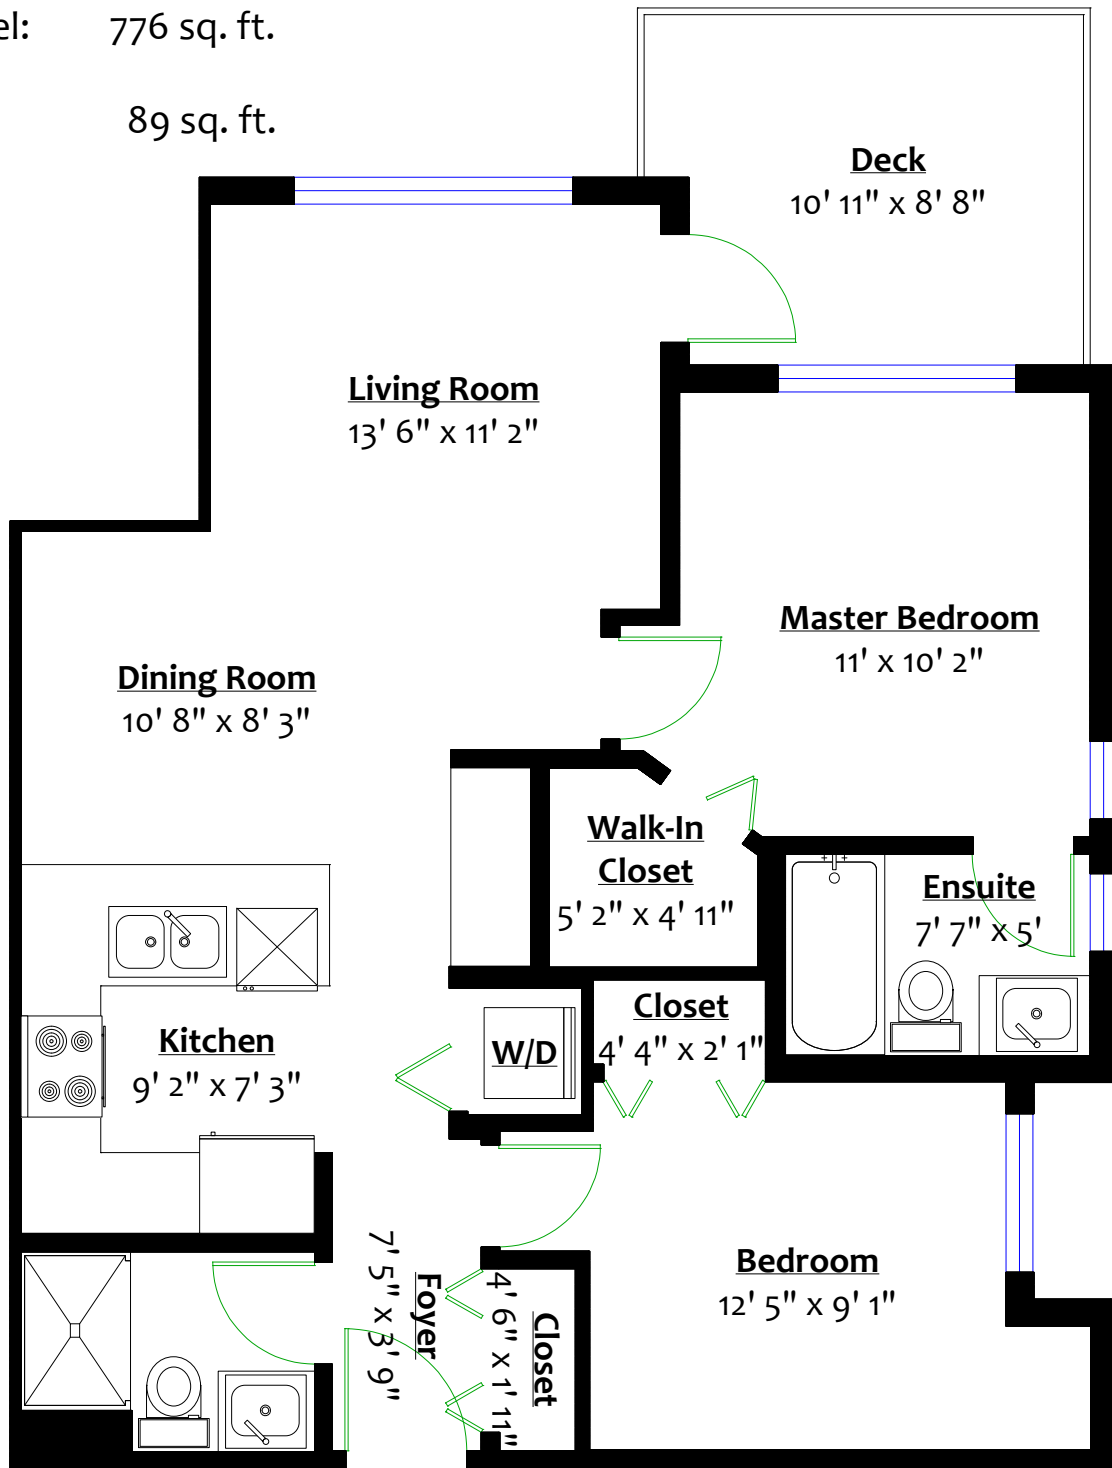 el: 776 sq. ft.
89 sq. ft.
Deck
10' 11" x 8' 8"
Living Room
13' 6" x 11' 2"
Master Bedroom
11' x 10' 2"
Dining Room
10' 8" x 8' 3"
Walk-In
Closet
5' 2" x 4' 11"
Ensuite
7' 7" x 5'
Closet
4' 4" x 2' 1"
W/D
Kitchen
9' 2" x 7' 3"
Foyer
7' 5" x 3' 9"
Closet
4' 6" x 1' 11"
Bedroom
12' 5" x 9' 1"